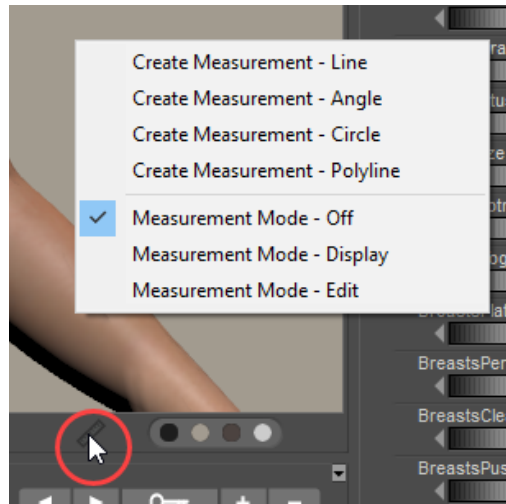 Create Measurement - Line
Create Measurement - Angle
Create Measurement - Circle
Create Measurement - Polyline
Measurement Mode - Off
Measurement Mode - Display
Measurement Mode - Edit
BreastsPer
BreastsCle
BreastsPus